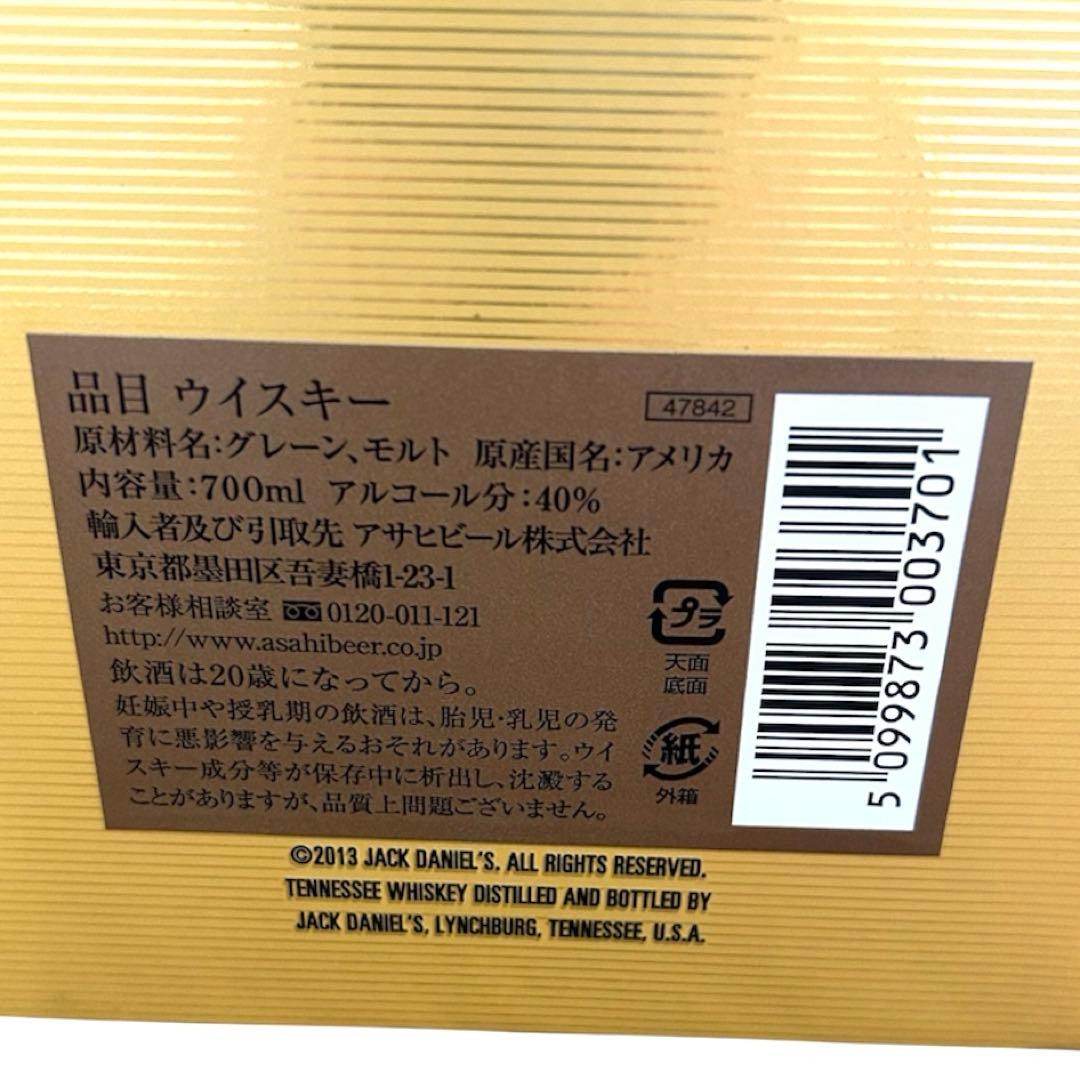 品目 ウイスキー
47842
原材料名:グレーン、モルト 原産国名:アメリカ
内容量:700ml アルコール分:40%
輸入者及び引取先 アサヒビール株式会社
東京都墨田区吾妻橋1-23-1
お客様相談室 0120-011-121
http://www.asahibeer.co.jp
飲酒は20歳になってから。
妊娠中や授乳期の飲酒は、胎児・乳児の発
育に悪影響を与えるおそれがあります。ウイ
スキー成分等が保存中に析出し、沈澱する
ことがありますが、品質上問題ございません。
プラ
天面
底面
紙
外箱
5 099873 003701
©2013 JACK DANIEL'S. ALL RIGHTS RESERVED.
TENNESSEE WHISKEY DISTILLED AND BOTTLED BY
JACK DANIEL'S, LYNCHBURG, TENNESSEE, U.S.A.